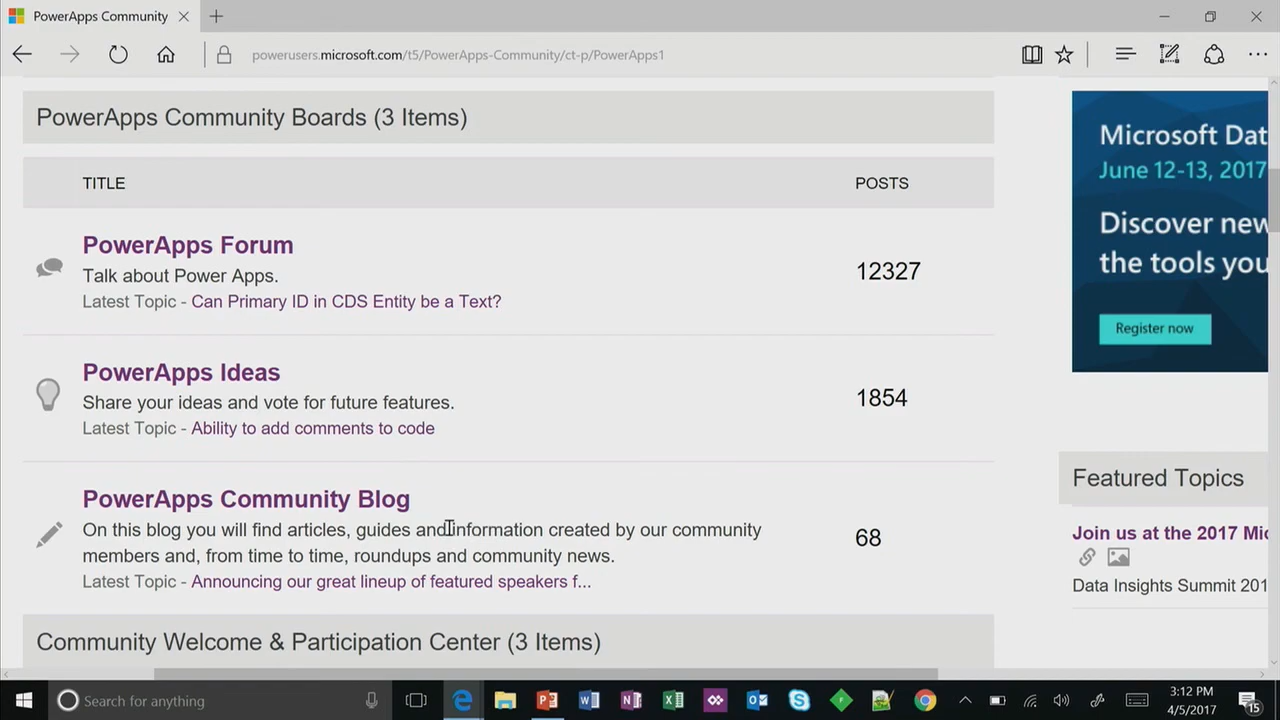 PowerApps Community
powerusers.microsoft.com/t5/PowerApps-Community/ct-p/PowerApps1
PowerApps Community Boards (3 Items)
TITLE
POSTS
PowerApps Forum
Talk about Power Apps.
Latest Topic - Can Primary ID in CDS Entity be a Text?
12327
PowerApps Ideas
Share your ideas and vote for future features.
Latest Topic - Ability to add comments to code
1854
PowerApps Community Blog
On this blog you will find articles, guides and information created by our community
members and, from time to time, roundups and community news.
Latest Topic - Announcing our great lineup of featured speakers f...
68
Community Welcome & Participation Center (3 Items)
Microsoft Dat
June 12-13, 2017
Discover new
the tools you
Register now
Featured Topics
Join us at the 2017 Mic
Data Insights Summit 201
Search for anything
3:12 PM
4/5/2017
15